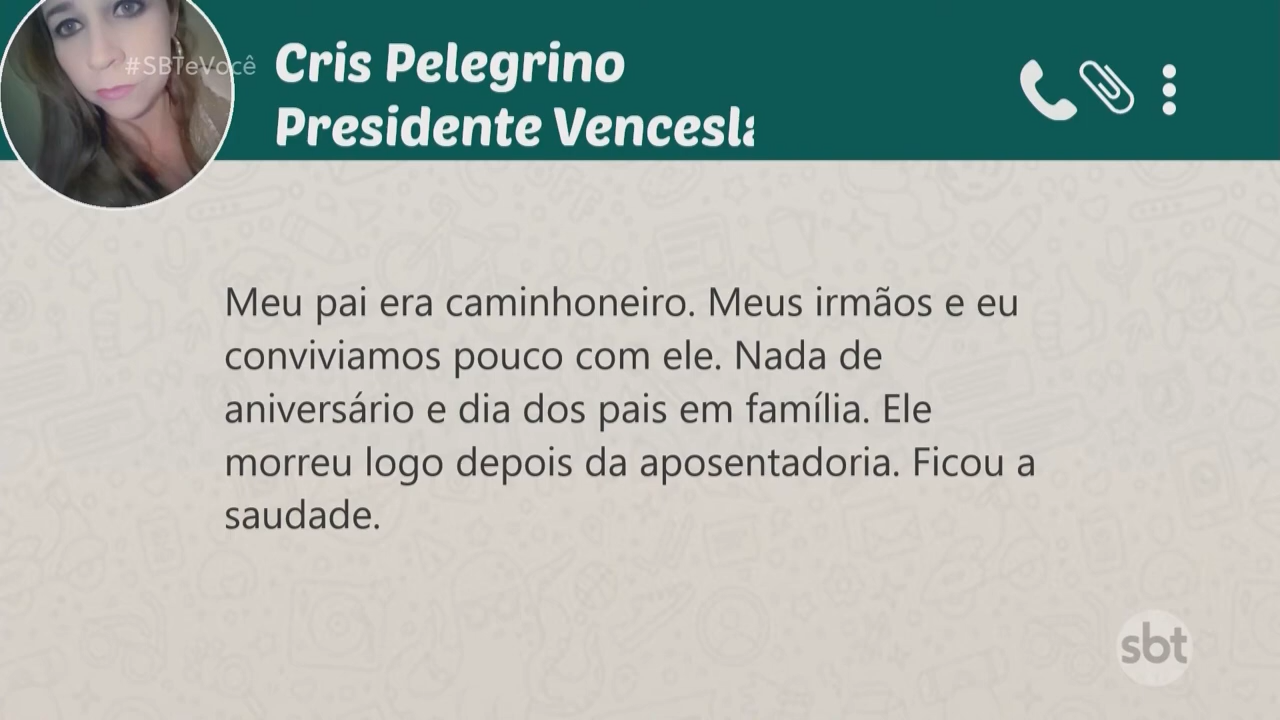 #SBTeVocê
Cris Pelegrino
Presidente Vencesla
Meu pai era caminhoneiro. Meus irmãos e eu
conviviamos pouco com ele. Nada de
aniversário e dia dos pais em família. Ele
morreu logo depois da aposentadoria. Ficou a
saudade.
sbt